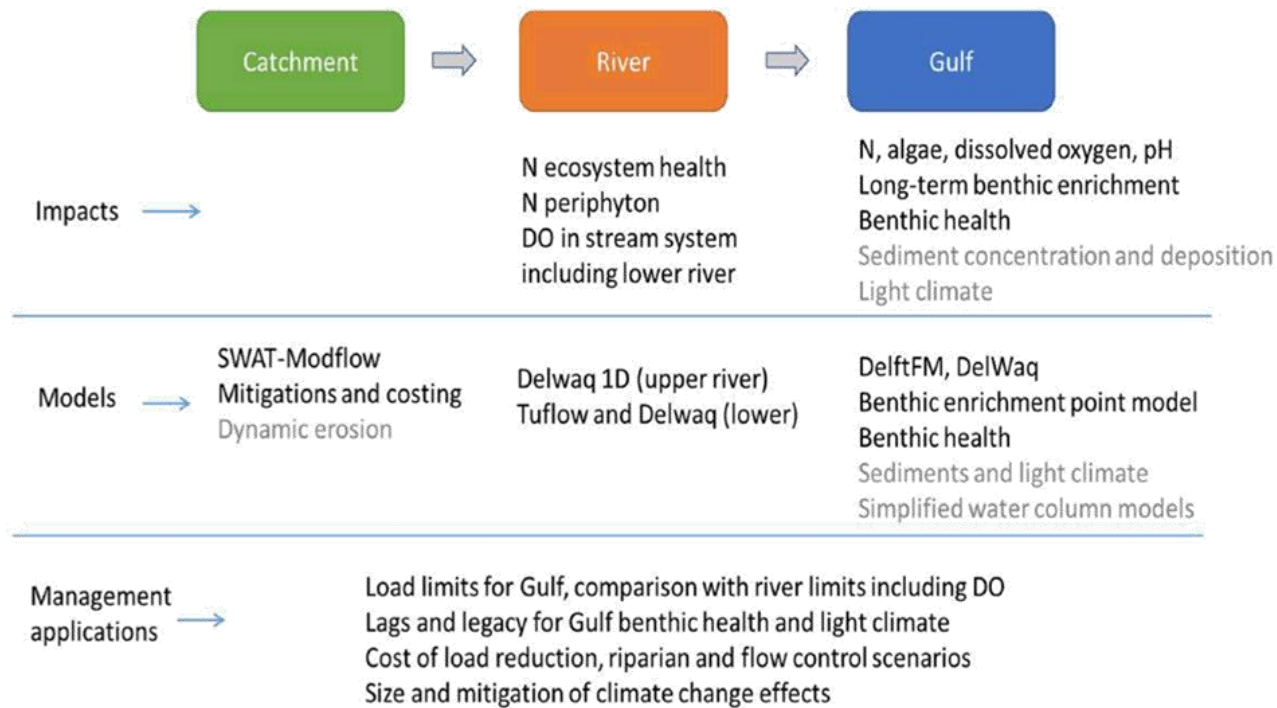 Catchment
River
Gulf
Impacts
N ecosystem health
N periphyton
DO in stream system
including lower river
N, algae, dissolved oxygen, pH
Long-term benthic enrichment
Benthic health
Sediment concentration and deposition
Light climate
Models
SWAT-Modflow
Mitigations and costing
Dynamic erosion
Delwaq 1D (upper river)
Tuflow and Delwaq (lower)
DelftFM, DelWaq
Benthic enrichment point model
Benthic health
Sediments and light climate
Simplified water column models
Management
applications
Load limits for Gulf, comparison with river limits including DO
Lags and legacy for Gulf benthic health and light climate
Cost of load reduction, riparian and flow control scenarios
Size and mitigation of climate change effects